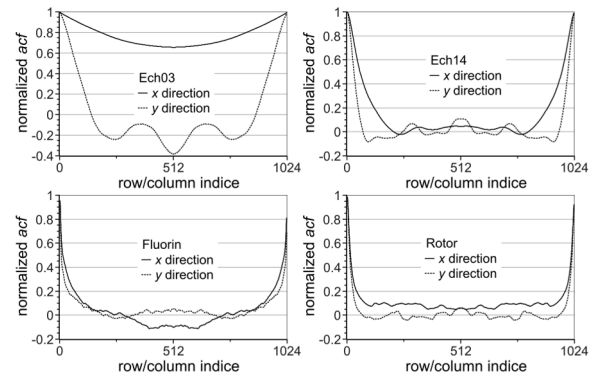 normalized acf
1
0.8
0.6
0.4
0.2
0
-0.2
-0.4
Ech03
x direction
y direction
0 512 1024
row/column indice
normalized acf
1
0.8
0.6
0.4
0.2
0
-0.2
Ech14
x direction
y direction
0 512 1024
row/column indice
normalized acf
1
0.8
0.6
0.4
0.2
0
-0.2
Fluorin
x direction
y direction
0 512 1024
row/column indice
normalized acf
1
0.8
0.6
0.4
0.2
0
-0.2
Rotor
x direction
y direction
0 512 1024
row/column indice